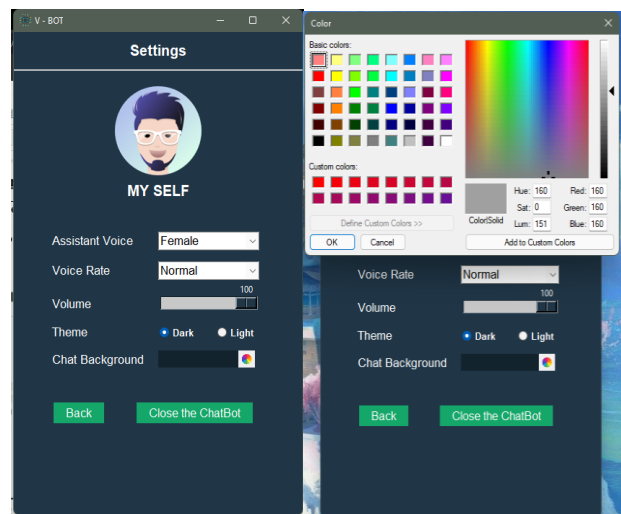 V - BOT
Settings
MY SELF
Assistant Voice Female
Voice Rate Normal
100
Volume
Theme Dark Light
Chat Background
Back Close the ChatBot
Color
Basic colors:
Custom colors:
Define Custom Colors >>
OK Cancel
Color|Solid
Hue: 160 Red: 160
Sat: 0 Green: 160
Lum: 151 Blue: 160
Add to Custom Colors
Voice Rate Normal
100
Volume
Theme Dark Light
Chat Background
Back Close the ChatBot